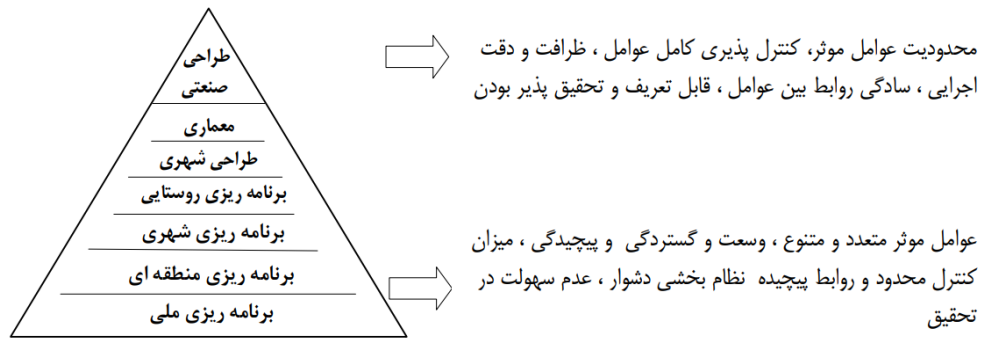 طراحی
صنعتی
معماری
طراحی شهری
برنامه ریزی روستایی
برنامه ریزی شهری
برنامه ریزی منطقه ای
برنامه ریزی ملی
محدودیت عوامل موثر، کنترل پذیری کامل عوامل ، ظرافت و دقت
اجرایی ، سادگی روابط بین عوامل ، قابل تعریف و تحقیق پذیر بودن
عوامل موثر متعدد و متنوع ، وسعت و گستردگی و پیچیدگی ، میزان
کنترل محدود و روابط پیچیده نظام بخشی دشوار ، عدم سهولت در
تحقیق